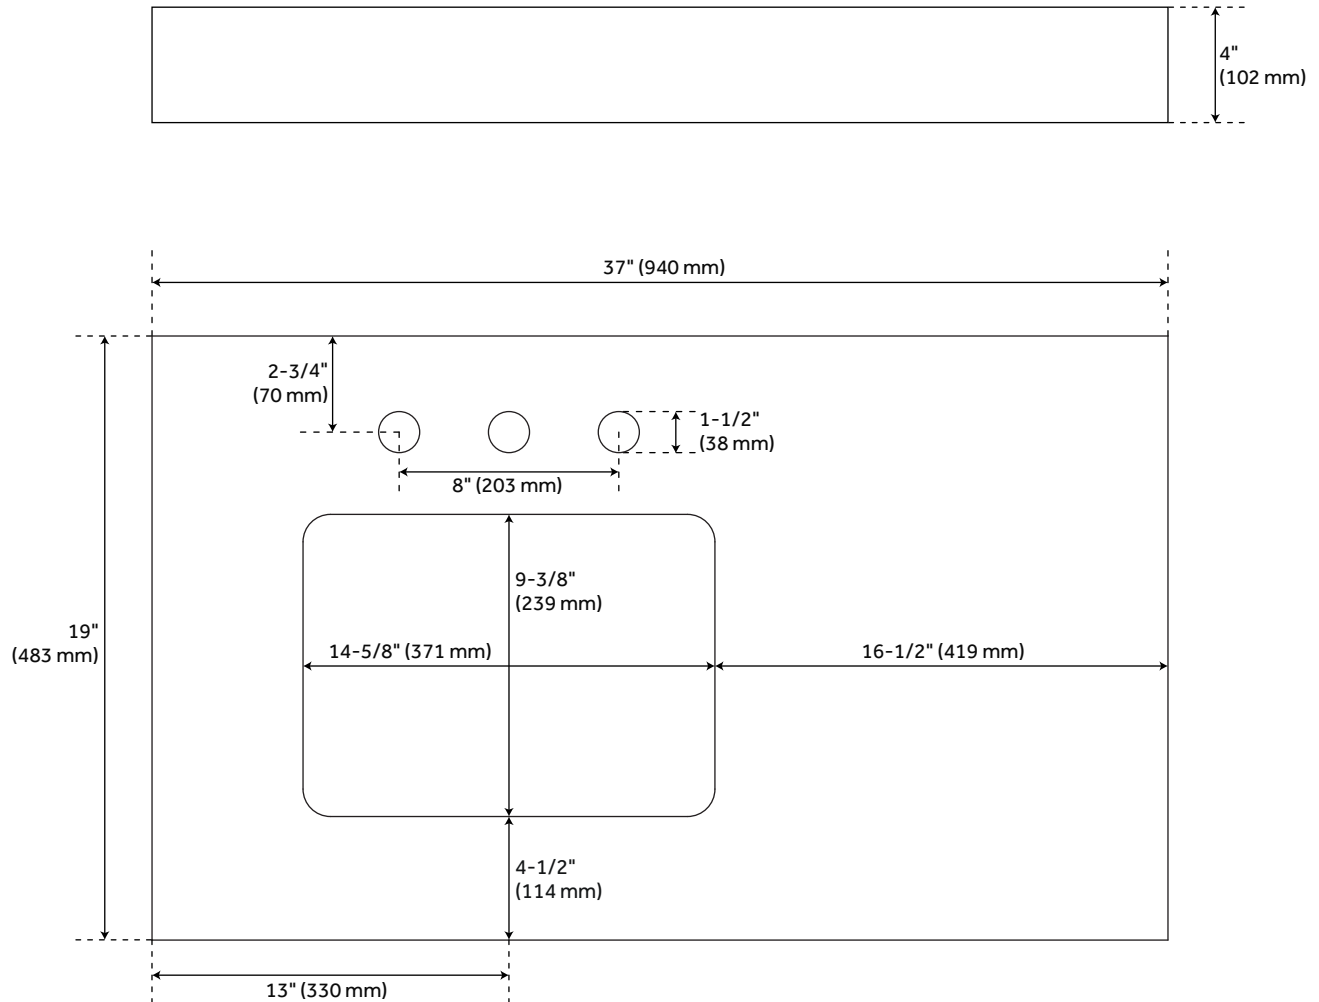 4"
(102 mm)
37" (940 mm)
2-3/4"
(70 mm)
1-1/2"
(38 mm)
8" (203 mm)
9-3/8"
(239 mm)
19"
(483 mm)
14-5/8" (371 mm)
16-1/2" (419 mm)
4-1/2"
(114 mm)
13" (330 mm)